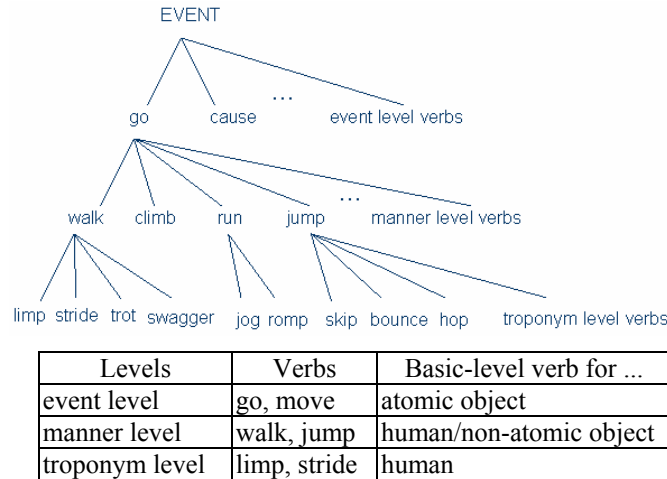 EVENT
go cause ... event level verbs
walk climb run jump ... manner level verbs
limp stride trot swagger jog romp skip bounce hop troponym level verbs
Levels Verbs Basic-level verb for ...
event level go, move atomic object
manner level walk, jump human/non-atomic object
troponym level limp, stride human